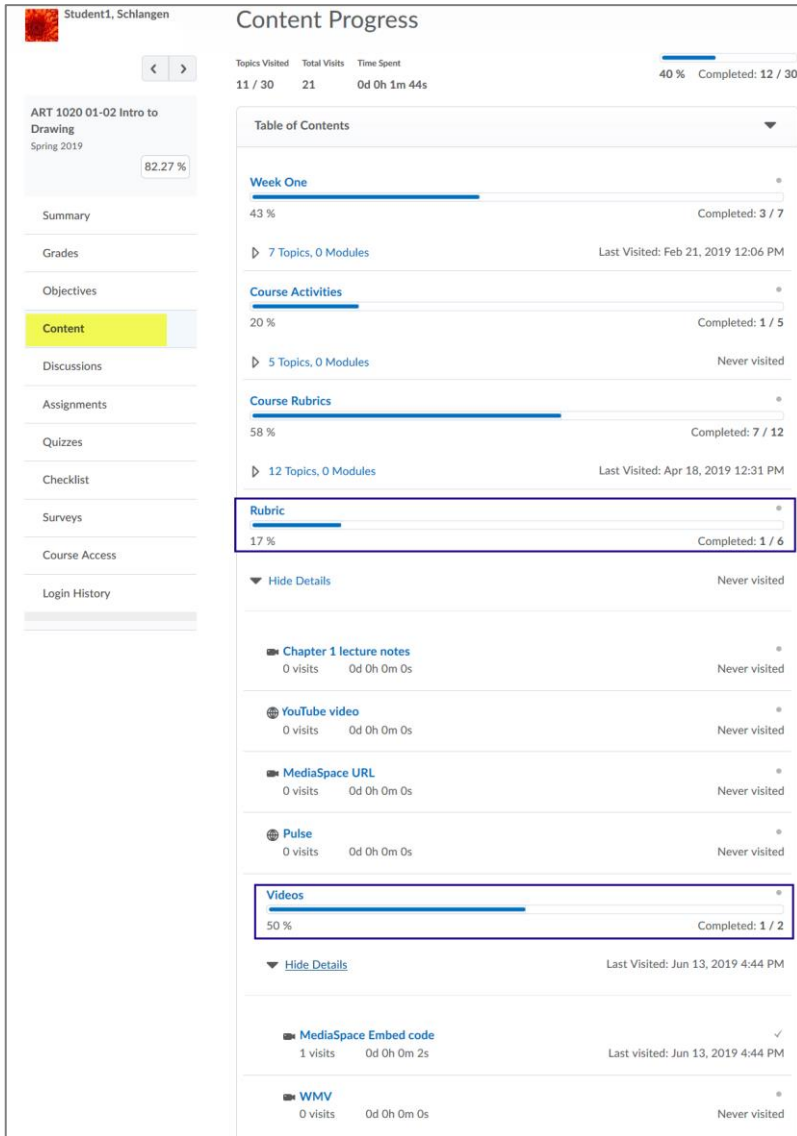 Student1, Schlangen
ART 1020 01-02 Intro to
Drawing
Spring 2019
82.27 %
Summary
Grades
Objectives
Content
Discussions
Assignments
Quizzes
Checklist
Surveys
Course Access
Login History
Content Progress
Topics Visited Total Visits Time Spent
11 / 30 21 0d 0h 1m 44s
40 % Completed: 12 / 30
Table of Contents
Week One
43 % Completed: 3 / 7
7 Topics, 0 Modules Last Visited: Feb 21, 2019 12:06 PM
Course Activities
20 % Completed: 1 / 5
5 Topics, 0 Modules Never visited
Course Rubrics
58 % Completed: 7 / 12
12 Topics, 0 Modules Last Visited: Apr 18, 2019 12:31 PM
Rubric
17 % Completed: 1 / 6
Hide Details Never visited
Chapter 1 lecture notes
0 visits 0d 0h 0m 0s Never visited
YouTube video
0 visits 0d 0h 0m 0s Never visited
MediaSpace URL
0 visits 0d 0h 0m 0s Never visited
Pulse
0 visits 0d 0h 0m 0s Never visited
Videos
50 % Completed: 1 / 2
Hide Details Last Visited: Jun 13, 2019 4:44 PM
MediaSpace Embed code
1 visits 0d 0h 0m 2s Last visited: Jun 13, 2019 4:44 PM
WMV
0 visits 0d 0h 0m 0s Never visited